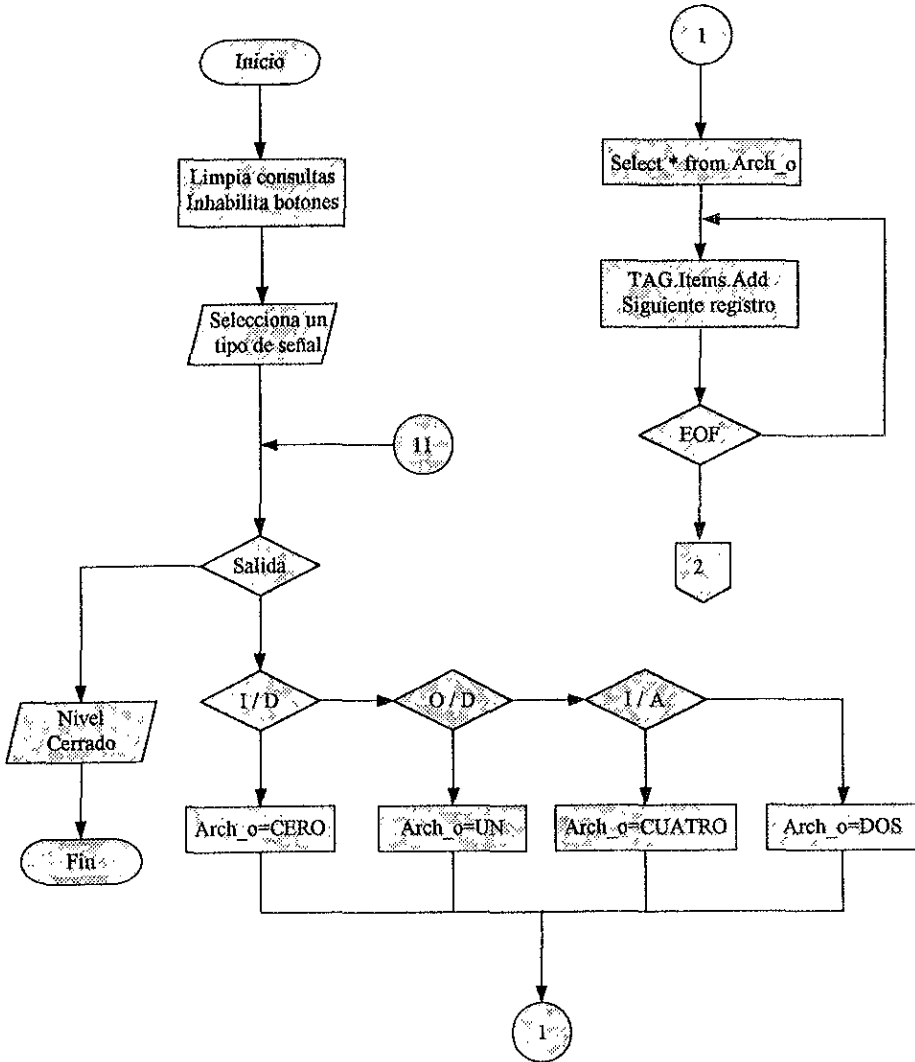 Inicio
Limpia consultas
Inhabilita botones
Selecciona un
tipo de señal
11
Salida
I / D
O / D
I / A
Nivel
Cerrado
Arch_o=CERO
Arch_o=UN
Arch_o=CUATRO
Arch_o=DOS
Fin
1
1
Select * from Arch_o
TAG.Items.Add
Siguiente registro
EOF
2